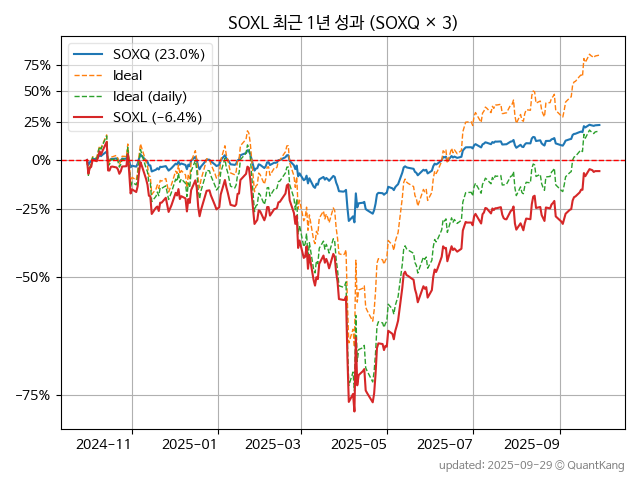 SOXL 최근 1년 성과 (SOXQ × 3)
SOXQ (23.0%)
Ideal
Ideal (daily)
SOXL (−6.4%)
75%
50%
25%
0%
−25%
−50%
−75%
2024−11 2025−01 2025−03 2025−05 2025−07 2025−09
updated: 2025-09-29 © QuantKang